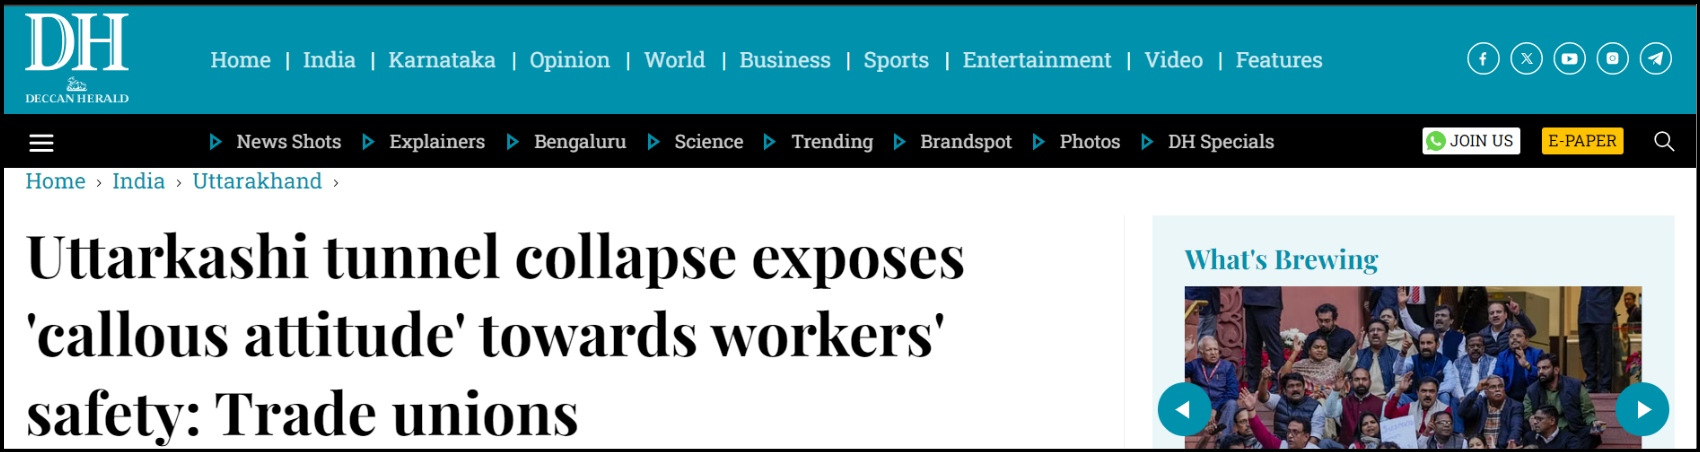 DH
DECCAN HERALD
Home | India | Karnataka | Opinion | World | Business | Sports | Entertainment | Video | Features
News Shots Explainers Bengaluru Science Trending Brandspot Photos DH Specials JOIN US E-PAPER
Home › India › Uttarakhand ›
Uttarkashi tunnel collapse exposes
'callous attitude' towards workers'
safety: Trade unions
What's Brewing